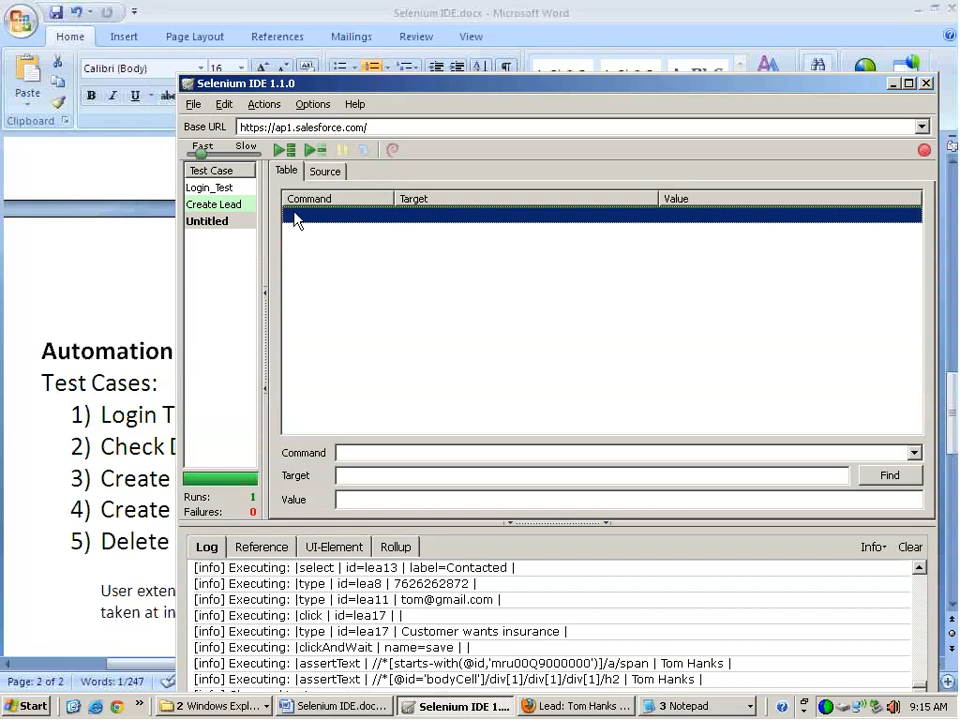 Selenium IDE.docx - Microsoft Word
Home Insert Page Layout References Mailings Review View
Calibri (Body) 16
Paste
B I U abc
Clipboard
Selenium IDE 1.1.0
File Edit Actions Options Help
Base URL https://ap1.salesforce.com/
Fast Slow
Test Case
Login_Test
Create Lead
Untitled
Table Source
Command Target Value
Automation
Test Cases:
1) Login T
2) Check D
3) Create
4) Create
5) Delete
User exten
taken at in
Command
Target Find
Value
Runs: 1
Failures: 0
Log Reference UI-Element Rollup Info Clear
[info] Executing: |select | id=lea13 | label=Contacted |
[info] Executing: |type | id=lea8 | 7626262872 |
[info] Executing: |type | id=lea11 | tom@gmail.com |
[info] Executing: |click | id=lea17 | |
[info] Executing: |type | id=lea17 | Customer wants insurance |
[info] Executing: |clickAndWait | name=save | |
[info] Executing: |assertText | //*[starts-with(@id,'mru00Q9000000')]/a/span | Tom Hanks |
[info] Executing: |assertText | //*[@id='bodyCell']/div[1]/div[1]/div[1]/h2 | Tom Hanks |
Page: 2 of 2 Words: 1/247
Start 2 Windows Expl... Selenium IDE.doc... Selenium IDE 1.... Lead: Tom Hanks ... 3 Notepad 9:15 AM